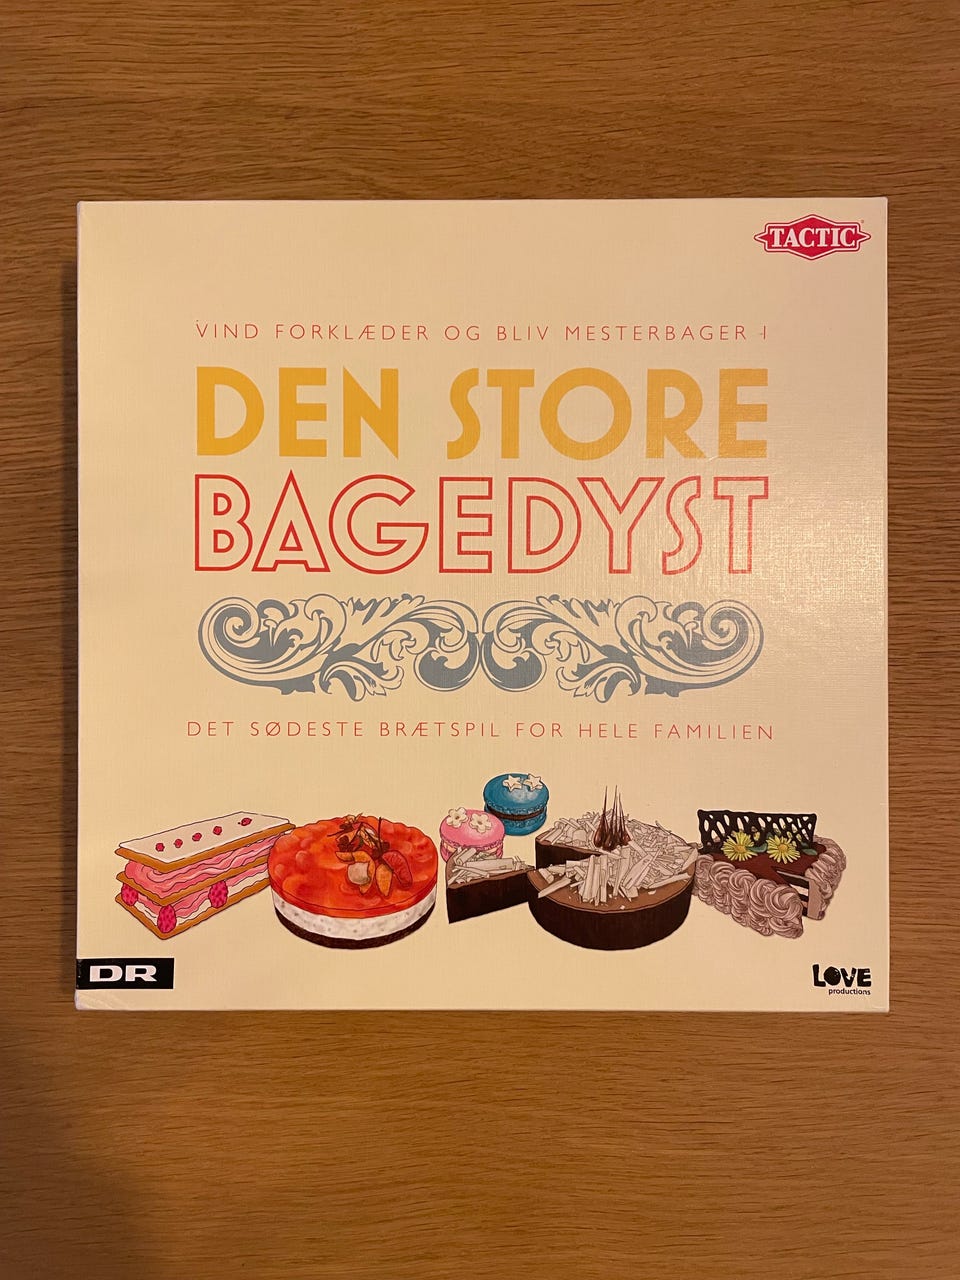 TACTIC
VIND FORKLÆDER OG BLIV MESTERBAGER I
DEN STORE
BAGEDYST
DET SØDESTE BRÆTSPIL FOR HELE FAMILIEN
DR
LOVE
productions